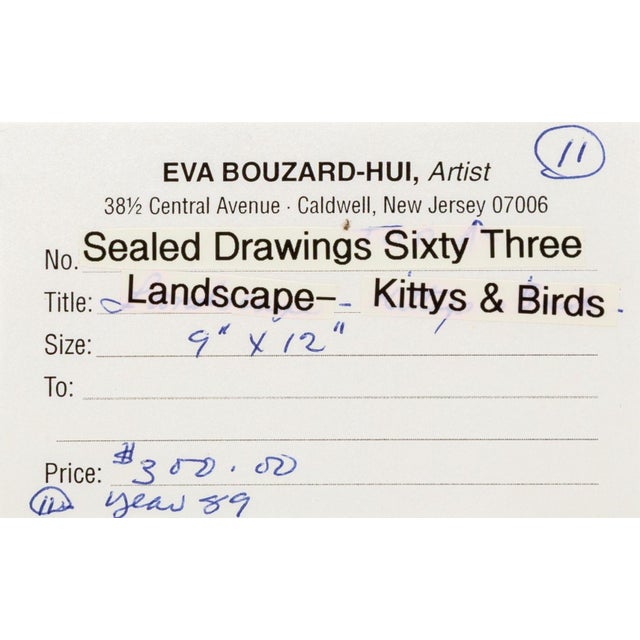 11
EVA BOUZARD-HUI, Artist
38½ Central Avenue · Caldwell, New Jersey 07006
No. Sealed Drawings Sixty Three
Title: Landscape– Kittys & Birds.
Size: 9" x 12"
To:
Price: $300.00
11 year 89